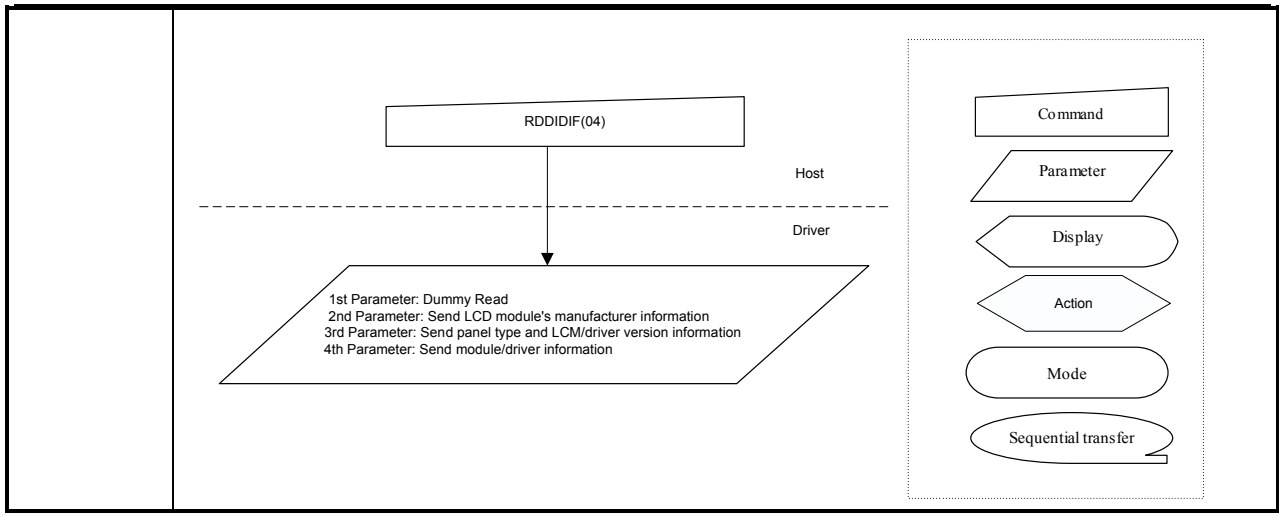 RDDIDIF(04)
Host
Driver
1st Parameter: Dummy Read
2nd Parameter: Send LCD module's manufacturer information
3rd Parameter: Send panel type and LCM/driver version information
4th Parameter: Send module/driver information
Command
Parameter
Display
Action
Mode
Sequential transfer